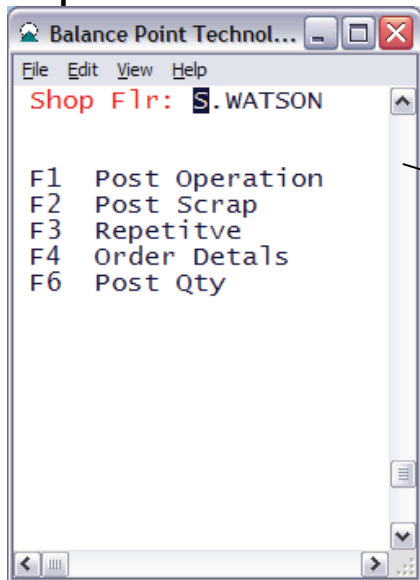 Balance Point Technol...
File Edit View Help
Shop Flr: S.WATSON
F1 Post Operation
F2 Post Scrap
F3 Repetitve
F4 Order Detals
F6 Post Qty